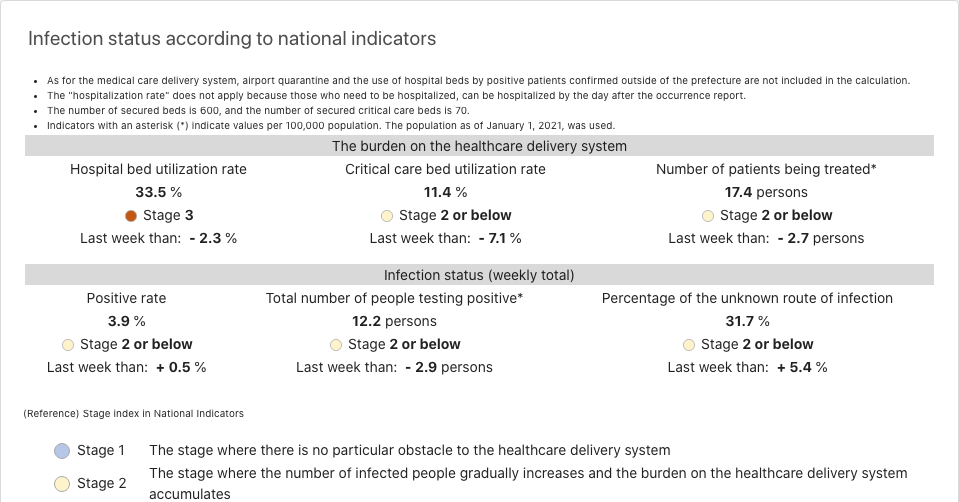 Infection status according to national indicators
• As for the medical care delivery system, airport quarantine and the use of hospital beds by positive patients confirmed outside of the prefecture are not included in the calculation.
• The "hospitalization rate" does not apply because those who need to be hospitalized, can be hospitalized by the day after the occurrence report.
• The number of secured beds is 600, and the number of secured critical care beds is 70.
• Indicators with an asterisk (*) indicate values per 100,000 population. The population as of January 1, 2021, was used.
The burden on the healthcare delivery system
Hospital bed utilization rate Critical care bed utilization rate Number of patients being treated*
33.5 % 11.4 % 17.4 persons
Stage 3 Stage 2 or below Stage 2 or below
Last week than: - 2.3 % Last week than: - 7.1 % Last week than: - 2.7 persons
Infection status (weekly total)
Positive rate Total number of people testing positive* Percentage of the unknown route of infection
3.9 % 12.2 persons 31.7 %
Stage 2 or below Stage 2 or below Stage 2 or below
Last week than: + 0.5 % Last week than: - 2.9 persons Last week than: + 5.4 %
(Reference) Stage index in National Indicators
Stage 1 The stage where there is no particular obstacle to the healthcare delivery system
Stage 2 The stage where the number of infected people gradually increases and the burden on the healthcare delivery system
accumulates